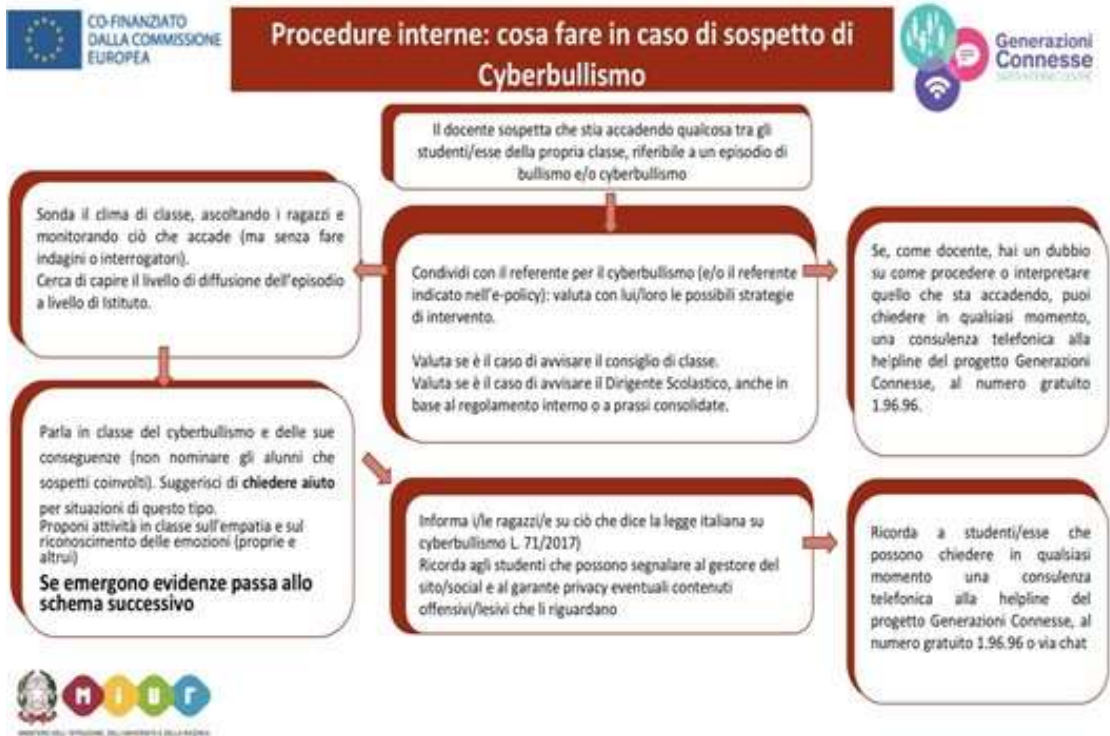 CO-FINANZIATO
DALLA COMMISSIONE
EUROPEA
Procedure interne: cosa fare in caso di sospetto di
Cyberbullismo
Generazioni
Connesse
SAFER INTERNET CENTRE
Il docente sospetta che stia accadendo qualcosa tra gli
studenti/esse della propria classe, riferibile a un episodio di
bullismo e/o cyberbullismo
Sonda il clima di classe, ascoltando i ragazzi e
monitorando ciò che accade (ma senza fare
indagini o interrogatori).
Cerca di capire il livello di diffusione dell'episodio
a livello di Istituto.
Condividi con il referente per il cyberbullismo (e/o il referente
indicato nell'e-policy): valuta con lui/loro le possibili strategie
di intervento.
Valuta se è il caso di avvisare il consiglio di classe.
Valuta se è il caso di avvisare il Dirigente Scolastico, anche in
base al regolamento interno o a prassi consolidate.
Se, come docente, hai un dubbio
su come procedere o interpretare
quello che sta accadendo, puoi
chiedere in qualsiasi momento,
una consulenza telefonica alla
helpline del progetto Generazioni
Connesse, al numero gratuito
1.96.96.
Parla in classe del cyberbullismo e delle sue
conseguenze (non nominare gli alunni che
sospetti coinvolti). Suggerisci di chiedere aiuto
per situazioni di questo tipo.
Proponi attività in classe sull'empatia e sul
riconoscimento delle emozioni (proprie e
altrui)
Se emergono evidenze passa allo
schema successivo
Informa i/le ragazzi/e su ciò che dice la legge italiana su
cyberbullismo L. 71/2017)
Ricorda agli studenti che possono segnalare al gestore del
sito/social e al garante privacy eventuali contenuti
offensivi/lesivi che li riguardano
Ricorda a studenti/esse che
possono chiedere in qualsiasi
momento una consulenza
telefonica alla helpline del
progetto Generazioni Connesse, al
numero gratuito 1.96.96 o via chat
MIUR
MINISTERO DELL'ISTRUZIONE, DELL'UNIVERSITÀ E DELLA RICERCA